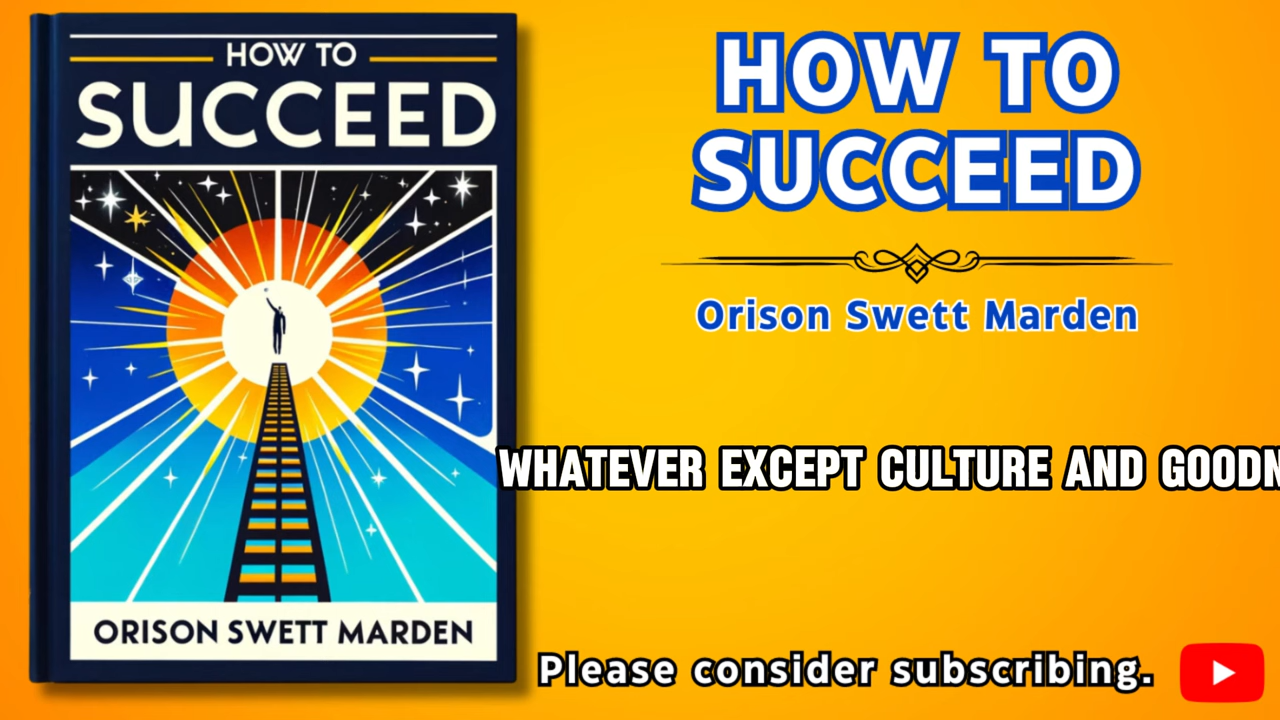 HOW TO
SUCCEED
ORISON SWETT MARDEN
HOW TO
SUCCEED
Orison Swett Marden
WHATEVER EXCEPT CULTURE AND
Please consider subscribing.